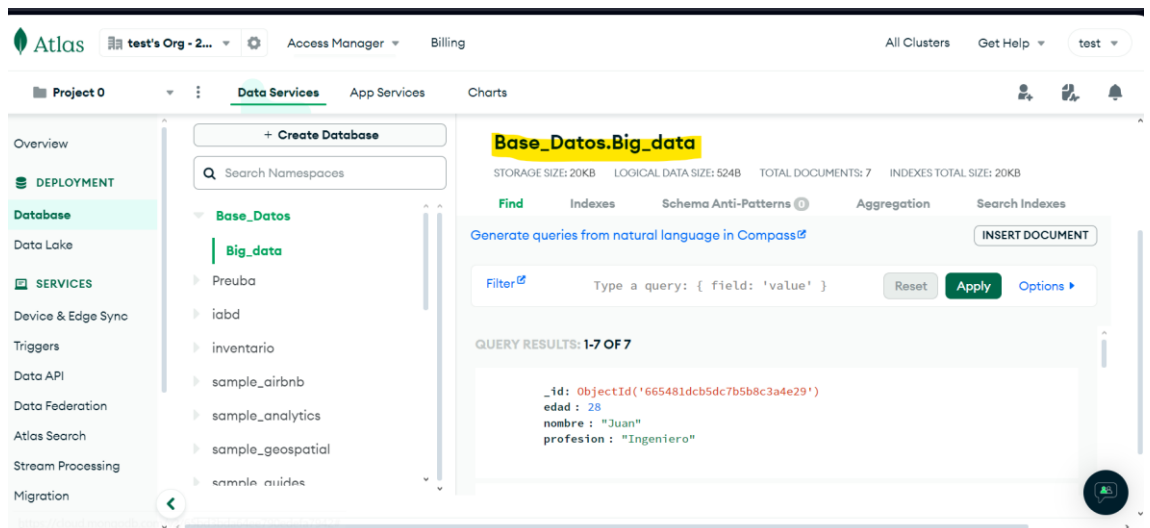 Atlas
test's Org - 2...
Access Manager
Billing
All Clusters
Get Help
test
Project 0
Data Services
App Services
Charts
Overview
DEPLOYMENT
Database
Data Lake
SERVICES
Device & Edge Sync
Triggers
Data API
Data Federation
Atlas Search
Stream Processing
Migration
+ Create Database
Search Namespaces
Base_Datos
Big_data
Preuba
iabd
inventario
sample_airbnb
sample_analytics
sample_geospatial
sample_guides
Base_Datos.Big_data
STORAGE SIZE: 20KB LOGICAL DATA SIZE: 524B TOTAL DOCUMENTS: 7 INDEXES TOTAL SIZE: 20KB
Find Indexes Schema Anti-Patterns 0 Aggregation Search Indexes
Generate queries from natural language in Compass
INSERT DOCUMENT
Filter
Type a query: { field: 'value' }
Reset
Apply
Options
QUERY RESULTS: 1-7 OF 7
_id: ObjectId('665481dcb5dc7b5b8c3a4e29')
edad : 28
nombre : "Juan"
profesion : "Ingeniero"